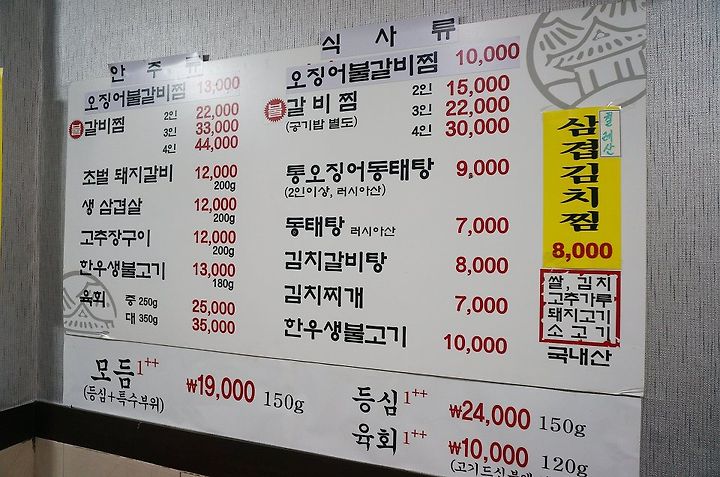 안 주 류
오징어불갈비찜 13,000
불 갈비찜 2인 22,000
3인 33,000
4인 44,000
초벌 돼지갈비 12,000
200g
생 삼겹살 12,000
200g
고추장구이 12,000
200g
한우생불고기 13,000
180g
육회 중 250g 25,000
대 350g 35,000
식 사 류
오징어불갈비찜 10,000
불 갈 비 찜 2인 15,000
(공기밥 별도) 3인 22,000
4인 30,000
통오징어동태탕 9,000
(2인이상, 러시아산)
동태탕 러시아산 7,000
김치갈비탕 8,000
김치찌개 7,000
한우생불고기 10,000
삼겹김치찜
8,000
쌀, 김치
고추가루
돼지고기
소고기
국내산
모듬 1++ ₩19,000 150g
(등심+특수부위)
등심 1++ ₩24,000 150g
육회 1++ ₩10,000 120g